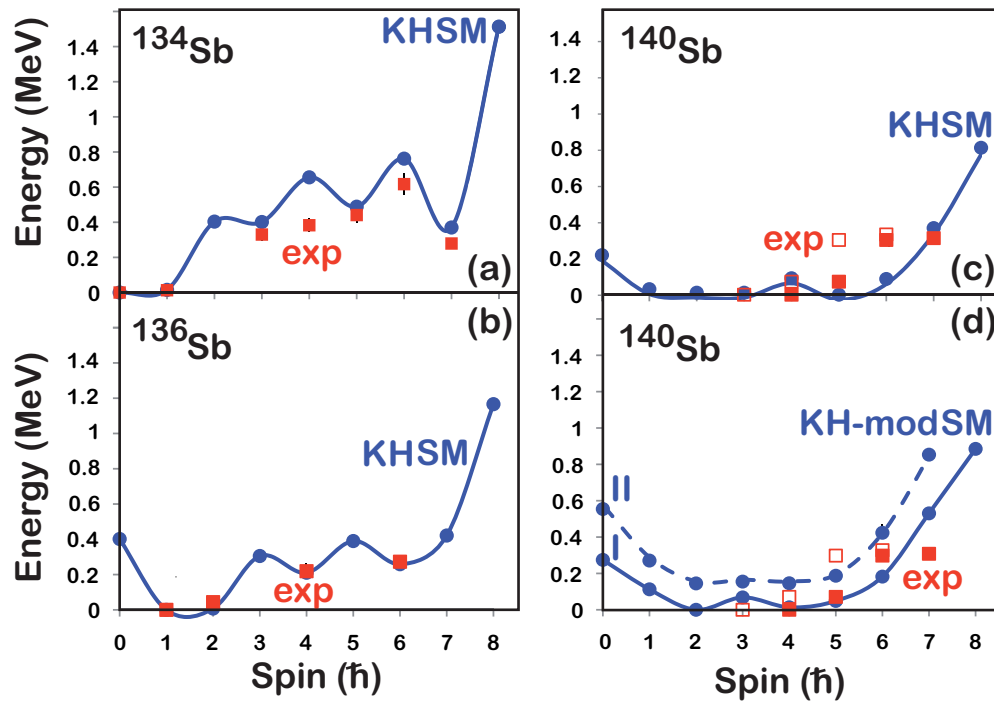 134Sb
KHSM
exp
(a)
Energy (MeV)
1.4
1.2
1
0.8
0.6
0.4
0.2
0
140Sb
KHSM
exp
(c)
Energy (MeV)
1.4
1.2
1
0.8
0.6
0.4
0.2
0
136Sb
KHSM
exp
(b)
Energy (MeV)
1.4
1.2
1
0.8
0.6
0.4
0.2
0
0 1 2 3 4 5 6 7 8
Spin (ħ)
140Sb
(d)
KH-modSM
II
I
exp
Energy (MeV)
1.4
1.2
1
0.8
0.6
0.4
0.2
0
0 1 2 3 4 5 6 7 8
Spin (ħ)